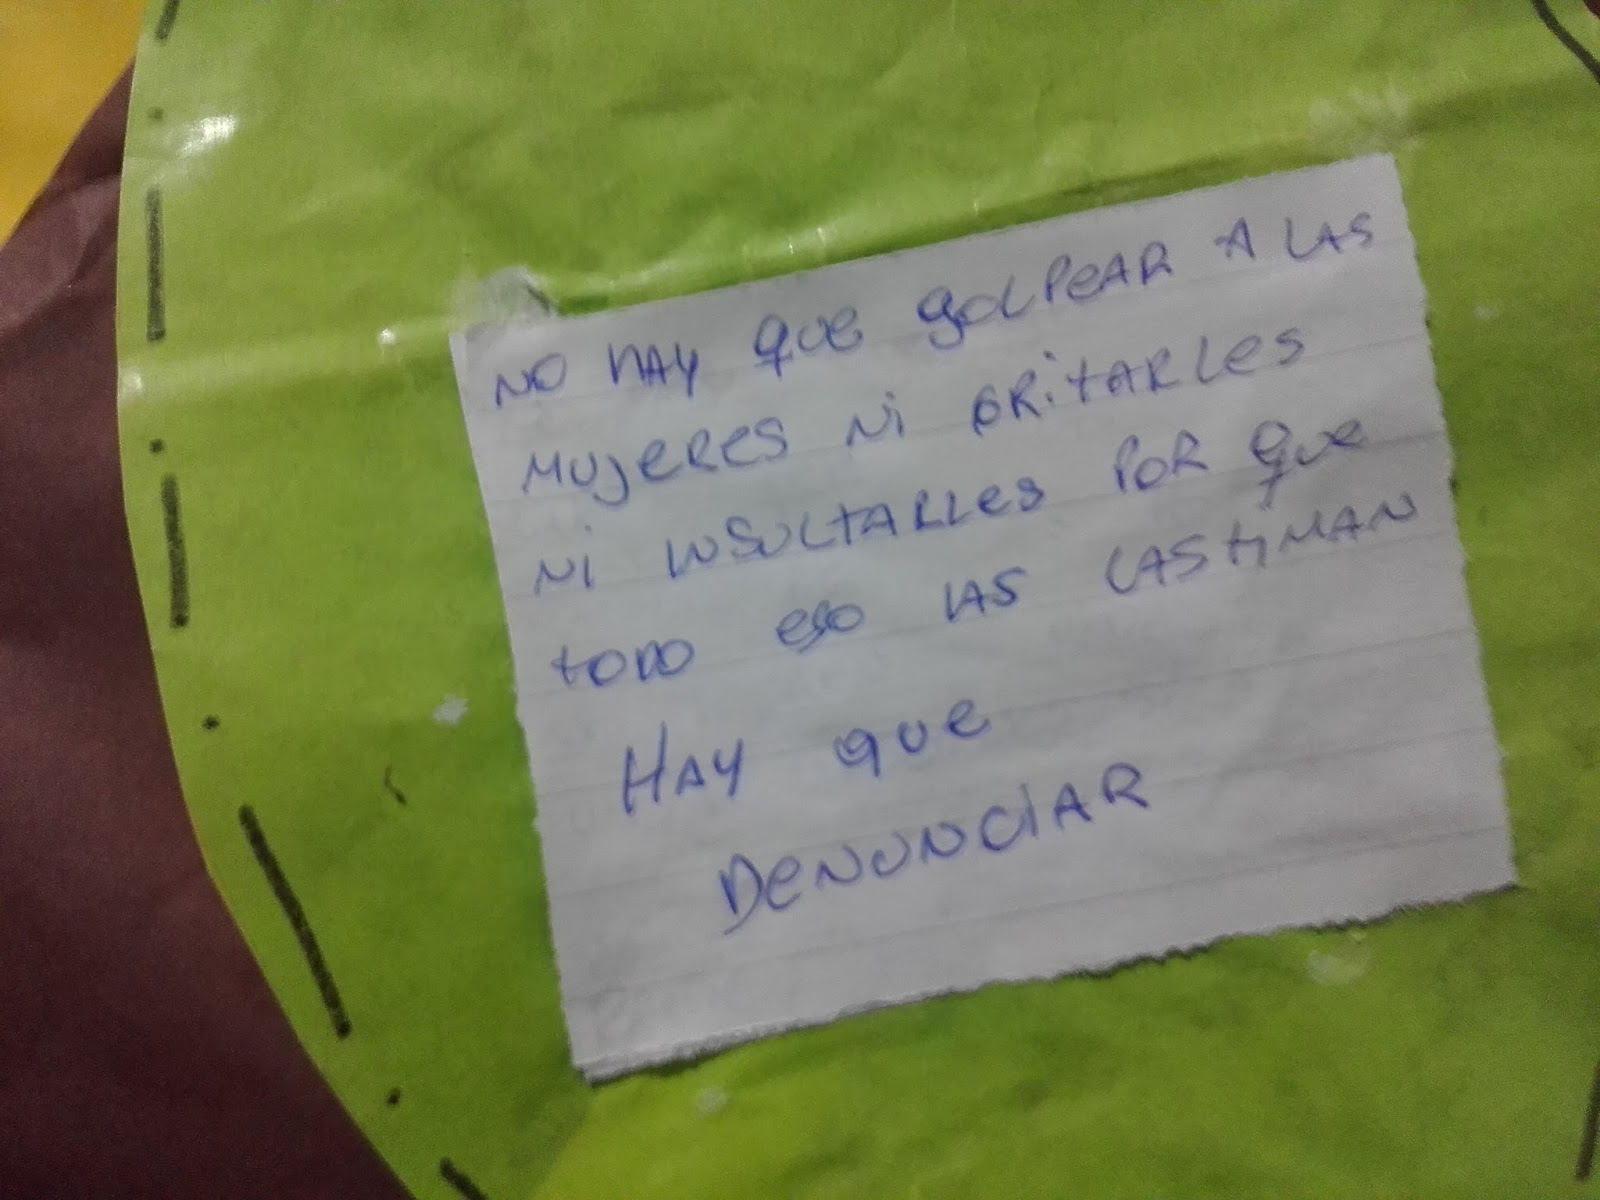 NO HAY que golPeAR A LAS
MUjeRes Ni GRitARLes
Ni INSULTARLes PoR que
todo eso LAS LAStiMAN
HAY que
DeNUNCiAR